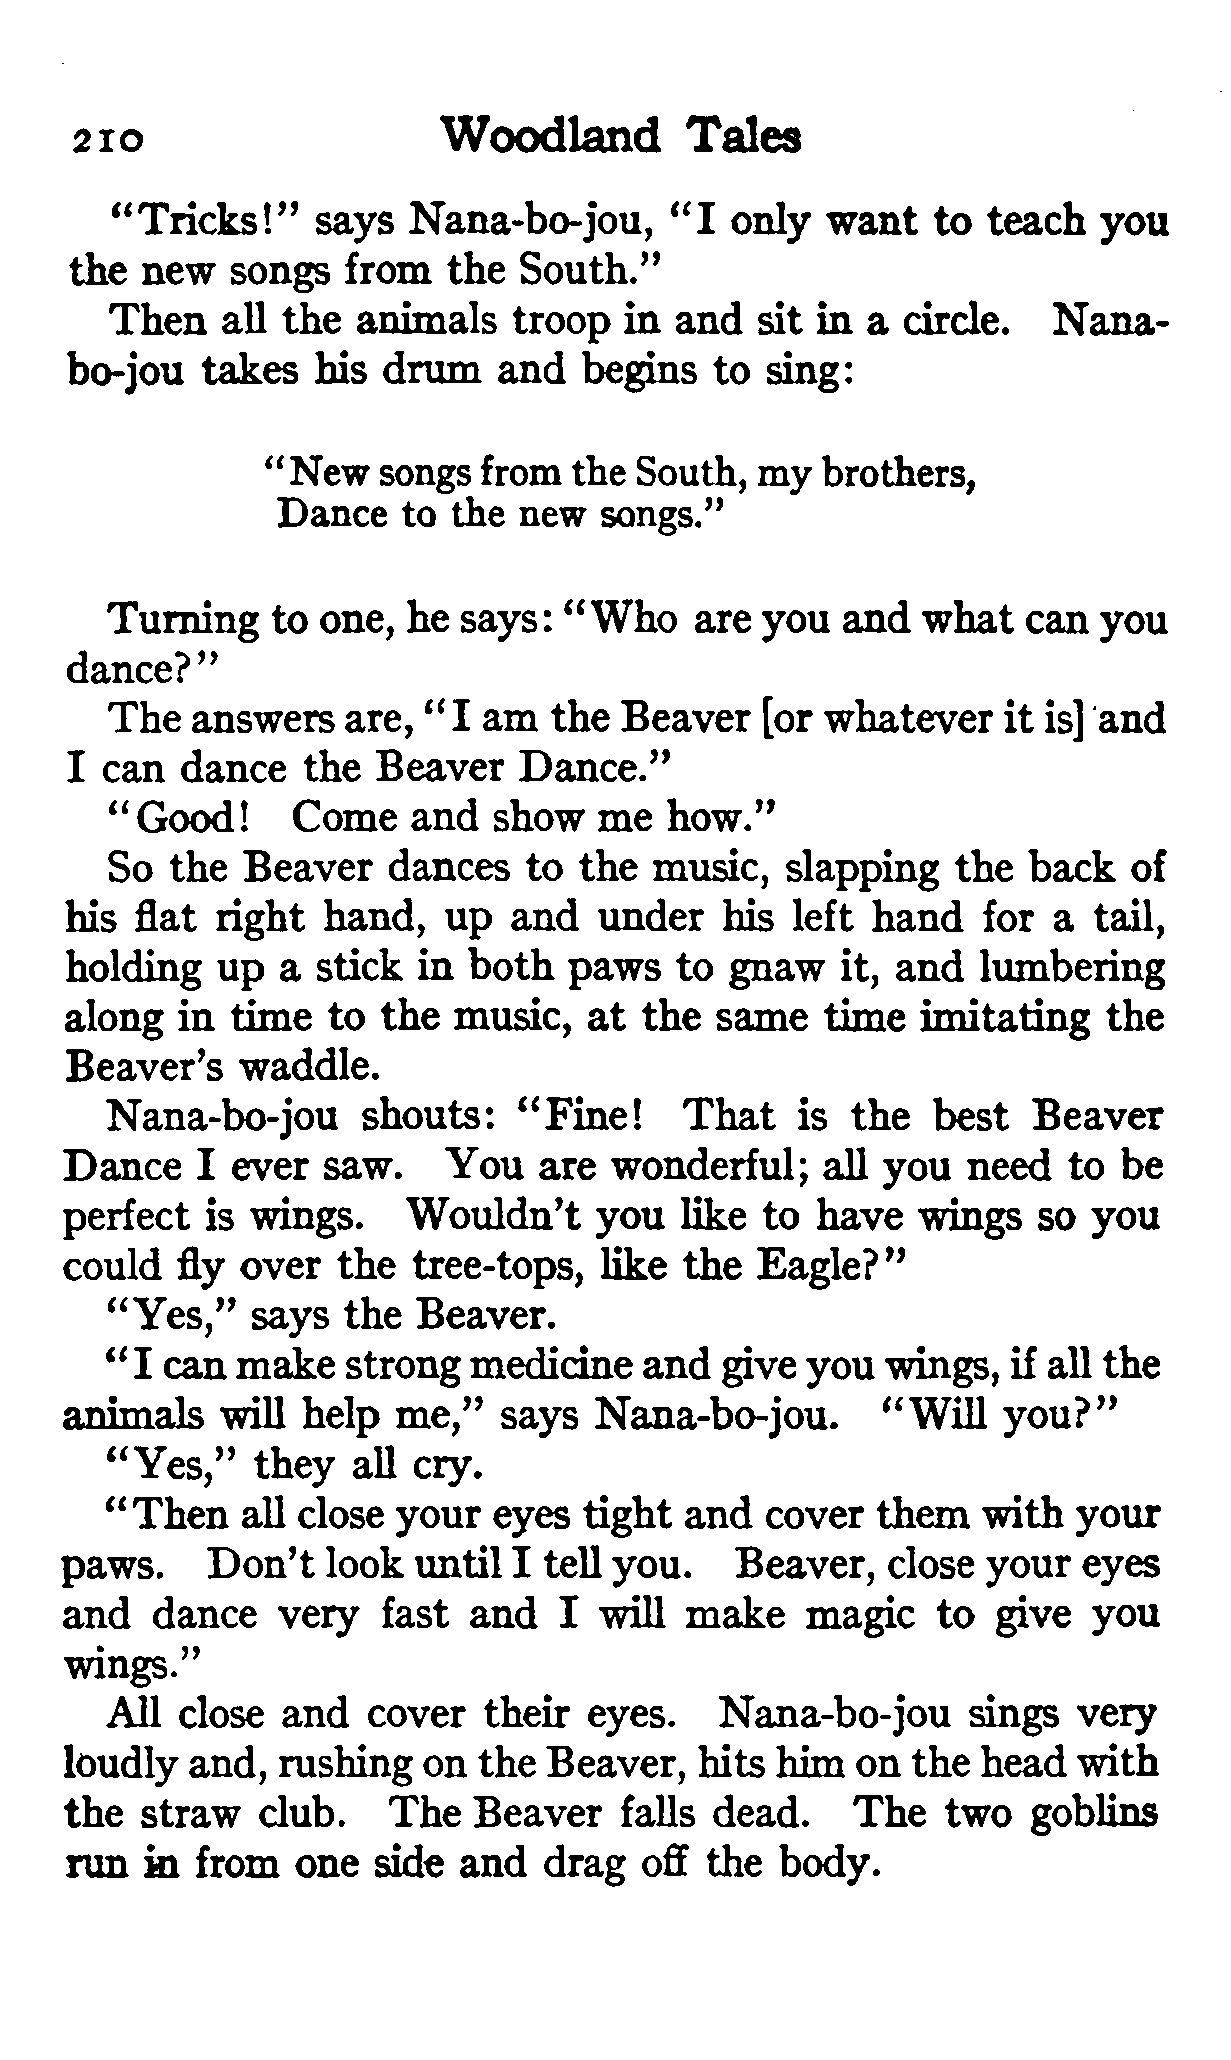 210 Woodland Tales
"Tricks!" says Nana-bo-jou, "I only want to teach you
the new songs from the South."
Then all the animals troop in and sit in a circle. Nana-
bo-jou takes his drum and begins to sing:
"New songs from the South, my brothers,
Dance to the new songs."
Turning to one, he says: "Who are you and what can you
dance?"
The answers are, "I am the Beaver [or whatever it is] and
I can dance the Beaver Dance."
"Good! Come and show me how."
So the Beaver dances to the music, slapping the back of
his flat right hand, up and under his left hand for a tail,
holding up a stick in both paws to gnaw it, and lumbering
along in time to the music, at the same time imitating the
Beaver's waddle.
Nana-bo-jou shouts: "Fine! That is the best Beaver
Dance I ever saw. You are wonderful; all you need to be
perfect is wings. Wouldn't you like to have wings so you
could fly over the tree-tops, like the Eagle?"
"Yes," says the Beaver.
"I can make strong medicine and give you wings, if all the
animals will help me," says Nana-bo-jou. "Will you?"
"Yes," they all cry.
"Then all close your eyes tight and cover them with your
paws. Don't look until I tell you. Beaver, close your eyes
and dance very fast and I will make magic to give you
wings."
All close and cover their eyes. Nana-bo-jou sings very
loudly and, rushing on the Beaver, hits him on the head with
the straw club. The Beaver falls dead. The two goblins
run in from one side and drag off the body.